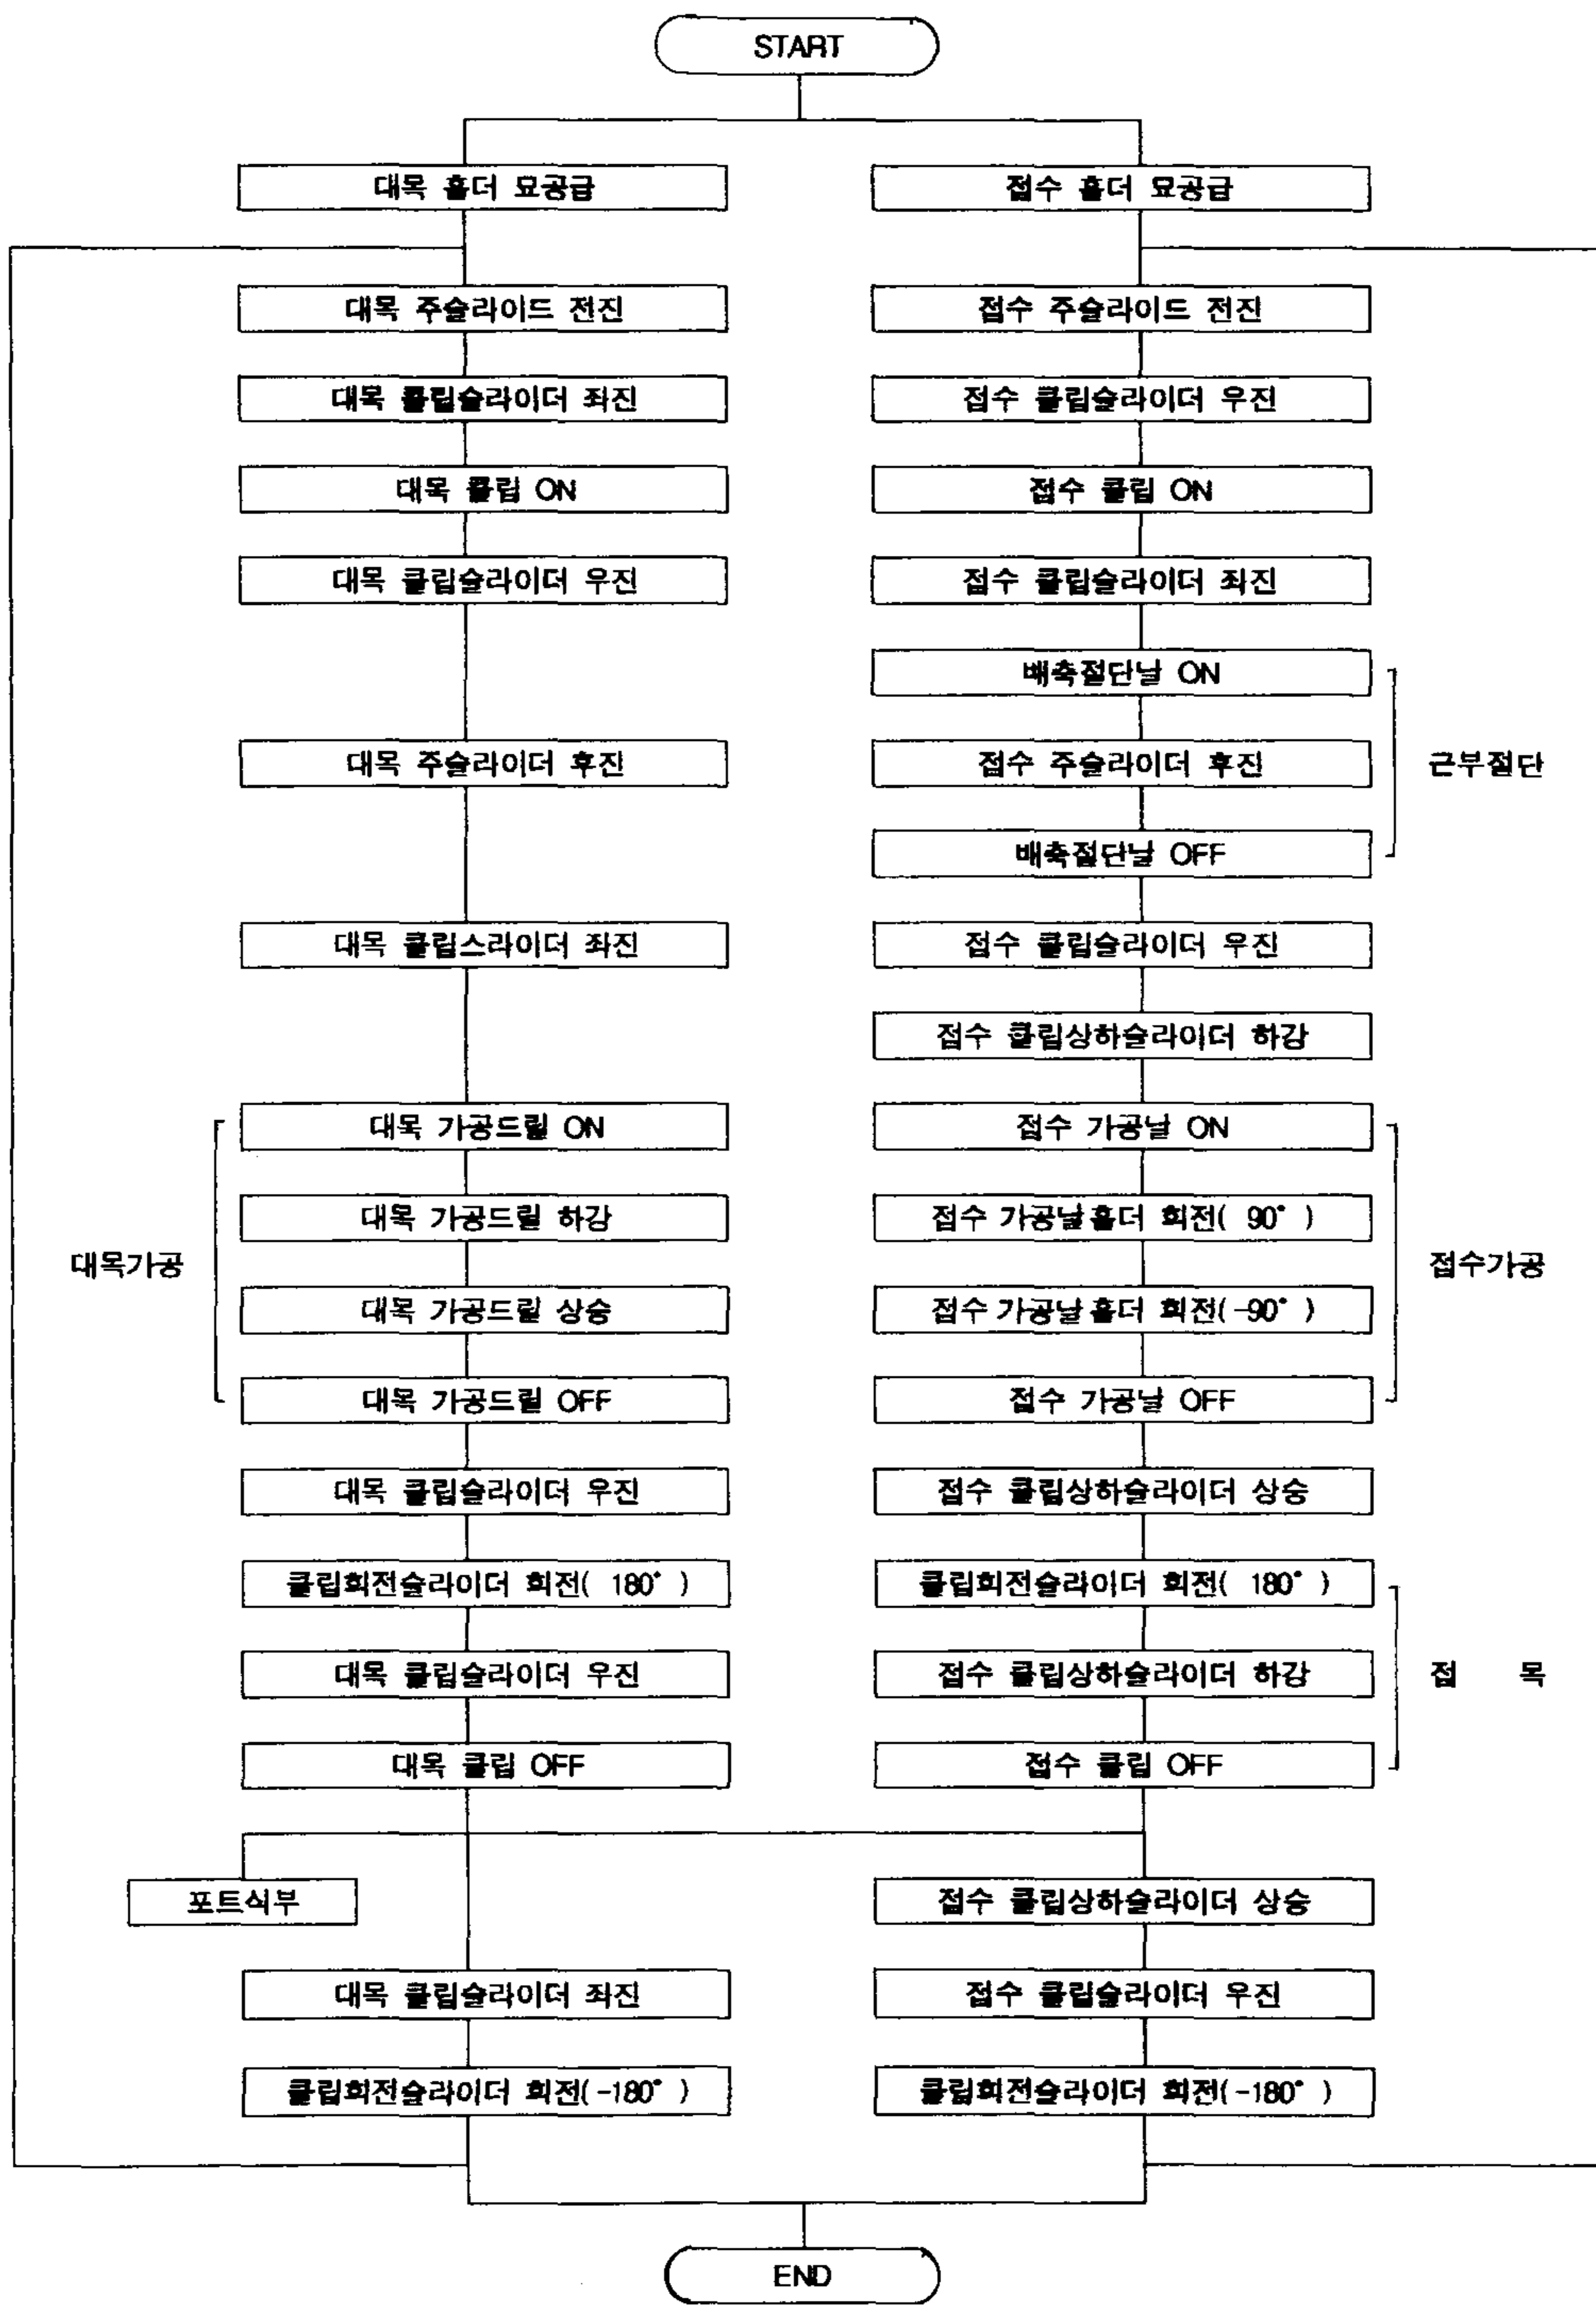 START
대목 홀더 묘공급
접수 홀더 묘공급
대목 주슬라이드 전진
접수 주슬라이드 전진
대목 클립슬라이더 좌진
접수 클립슬라이더 우진
대목 클립 ON
접수 클립 ON
대목 클립슬라이더 우진
접수 클립슬라이더 좌진
배축절단날 ON
대목 주슬라이더 후진
접수 주슬라이더 후진
근부절단
배축절단날 OFF
대목 클립스라이더 좌진
접수 클립슬라이더 우진
접수 클립상하슬라이더 하강
대목 가공드릴 ON
접수 가공날 ON
대목 가공드릴 하강
접수 가공날홀더 회전( 90° )
대목가공
접수가공
대목 가공드릴 상승
접수 가공날홀더 회전(-90° )
대목 가공드릴 OFF
접수 가공날 OFF
대목 클립슬라이더 우진
접수 클립상하슬라이더 상승
클립회전슬라이더 회전( 180° )
클립회전슬라이더 회전( 180° )
대목 클립슬라이더 우진
접수 클립상하슬라이더 하강
접 목
대목 클립 OFF
접수 클립 OFF
포트식부
접수 클립상하슬라이더 상승
대목 클립슬라이더 좌진
접수 클립슬라이더 우진
클립회전슬라이더 회전(-180° )
클립회전슬라이더 회전(-180° )
END